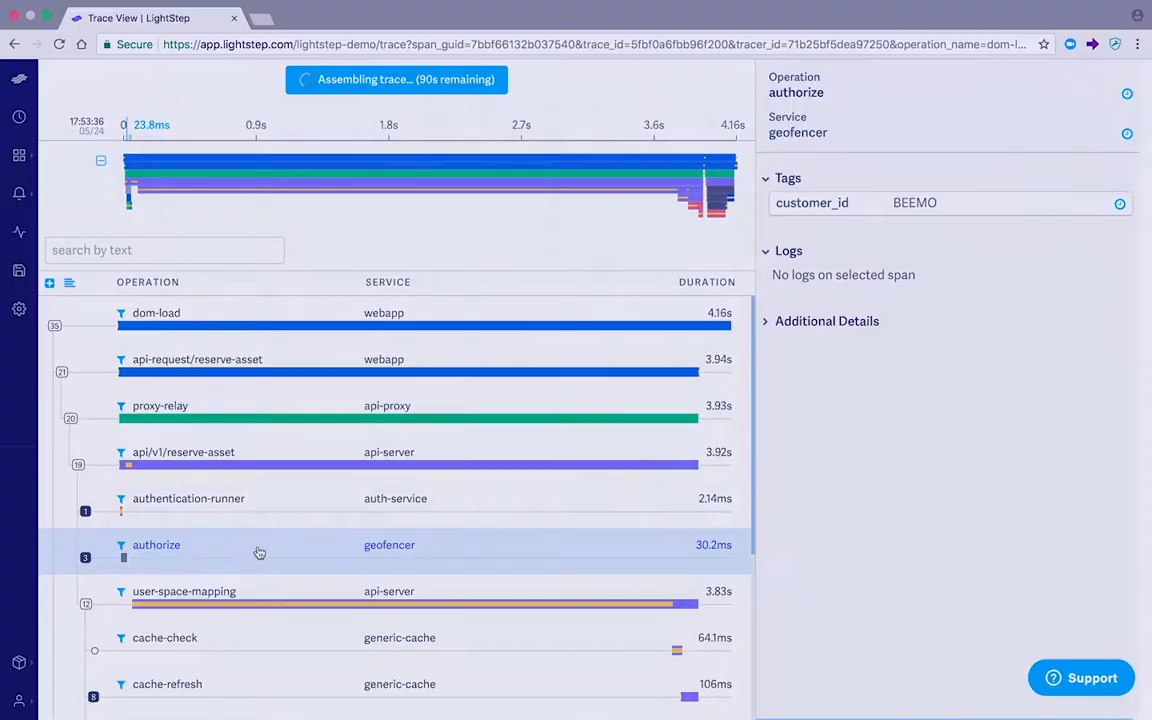 Trace View | LightStep
Secure https://app.lightstep.com/lightstep-demo/trace?span_guid=7bbf66132b037540&trace_id=5fbf0a6fbb96f200&tracer_id=71b25bf5dea97250&operation_name=dom-l...
Assembling trace... (90s remaining)
17:53:36
05/24
0 23.8ms 0.9s 1.8s 2.7s 3.6s 4.16s
search by text
OPERATION SERVICE DURATION
dom-load webapp 4.16s
35
api-request/reserve-asset webapp 3.94s
21
proxy-relay api-proxy 3.93s
20
api/v1/reserve-asset api-server 3.92s
19
authentication-runner auth-service 2.14ms
1
authorize geofencer 30.2ms
3
user-space-mapping api-server 3.83s
12
cache-check generic-cache 64.1ms
cache-refresh generic-cache 106ms
8
Operation
authorize
Service
geofencer
Tags
customer_id BEEMO
Logs
No logs on selected span
Additional Details
Support